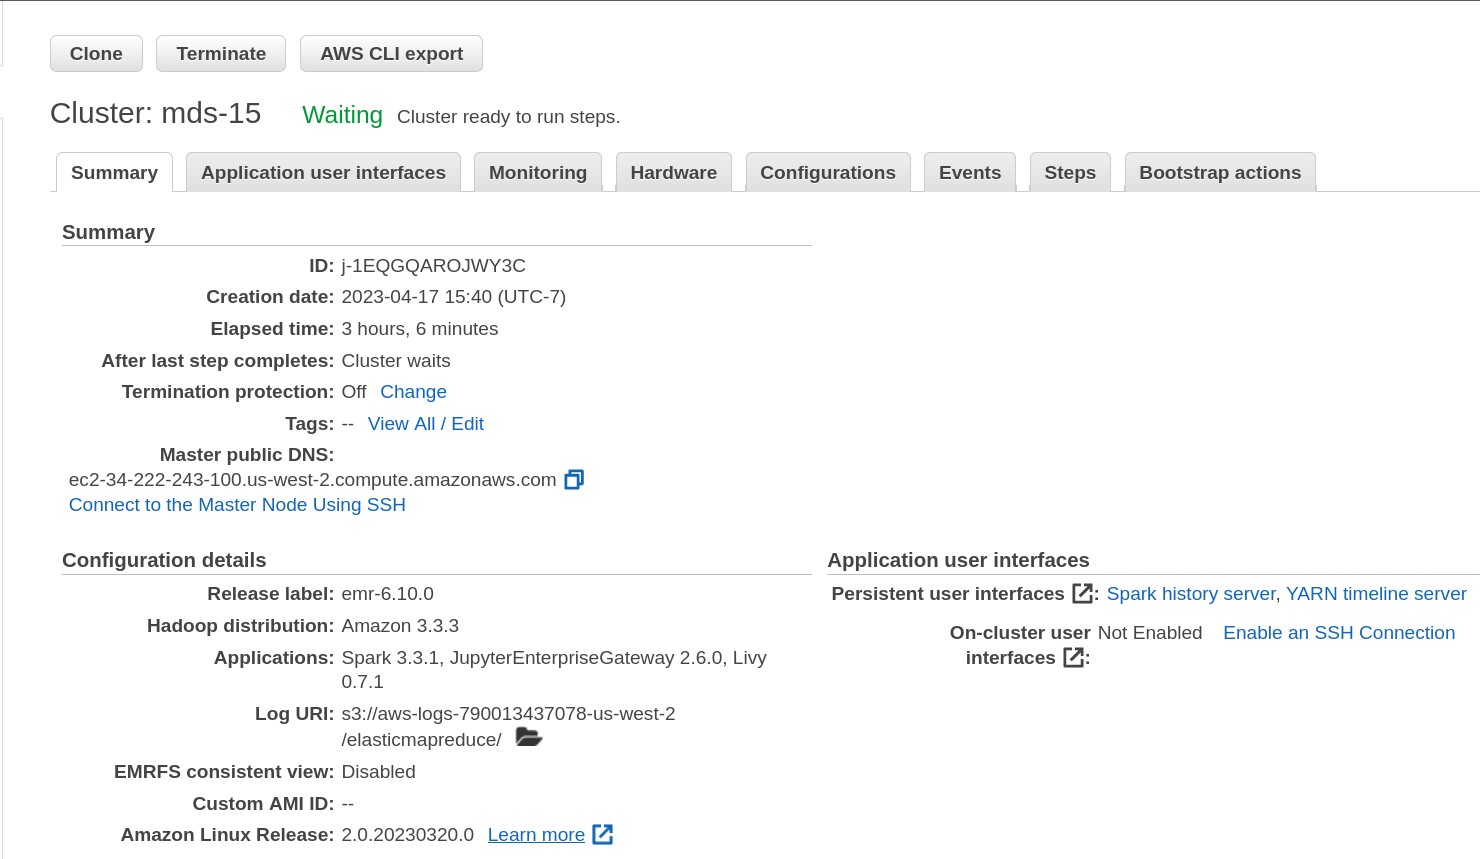 Clone Terminate AWS CLI export
Cluster: mds-15 Waiting Cluster ready to run steps.
Summary Application user interfaces Monitoring Hardware Configurations Events Steps Bootstrap actions
Summary
ID: j-1EQGQAROJWY3C
Creation date: 2023-04-17 15:40 (UTC-7)
Elapsed time: 3 hours, 6 minutes
After last step completes: Cluster waits
Termination protection: Off Change
Tags: -- View All / Edit
Master public DNS:
ec2-34-222-243-100.us-west-2.compute.amazonaws.com
Connect to the Master Node Using SSH
Configuration details
Release label: emr-6.10.0
Hadoop distribution: Amazon 3.3.3
Applications: Spark 3.3.1, JupyterEnterpriseGateway 2.6.0, Livy
0.7.1
Log URI: s3://aws-logs-790013437078-us-west-2
/elasticmapreduce/
EMRFS consistent view: Disabled
Custom AMI ID: --
Amazon Linux Release: 2.0.20230320.0 Learn more
Application user interfaces
Persistent user interfaces : Spark history server, YARN timeline server
On-cluster user Not Enabled Enable an SSH Connection
interfaces :